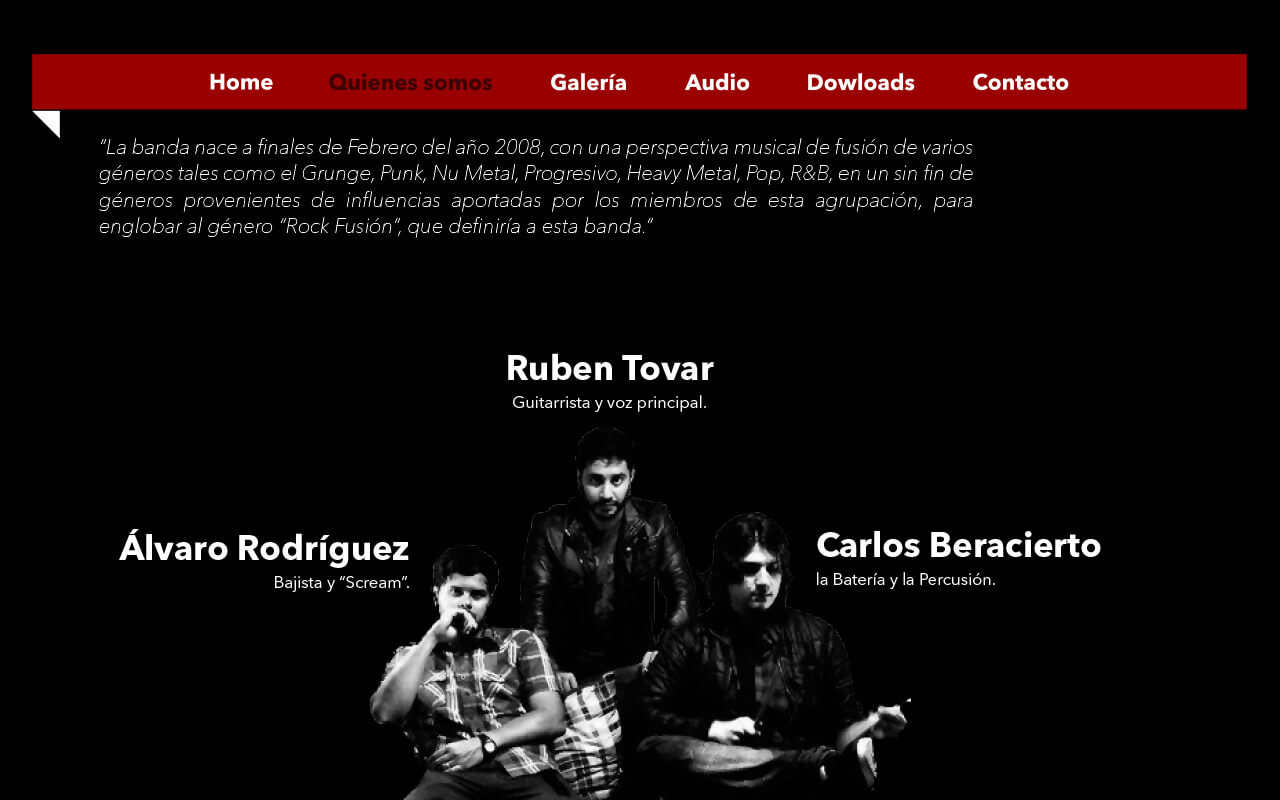 Home Quienes somos Galería Audio Dowloads Contacto
“La banda nace a finales de Febrero del año 2008, con una perspectiva musical de fusión de varios
géneros tales como el Grunge, Punk, Nu Metal, Progresivo, Heavy Metal, Pop, R&B, en un sin fin de
géneros provenientes de influencias aportadas por los miembros de esta agrupación, para
englobar al género “Rock Fusión”, que definiría a esta banda.”
Ruben Tovar
Guitarrista y voz principal.
Álvaro Rodríguez
Bajista y “Scream”.
Carlos Beracierto
la Batería y la Percusión.